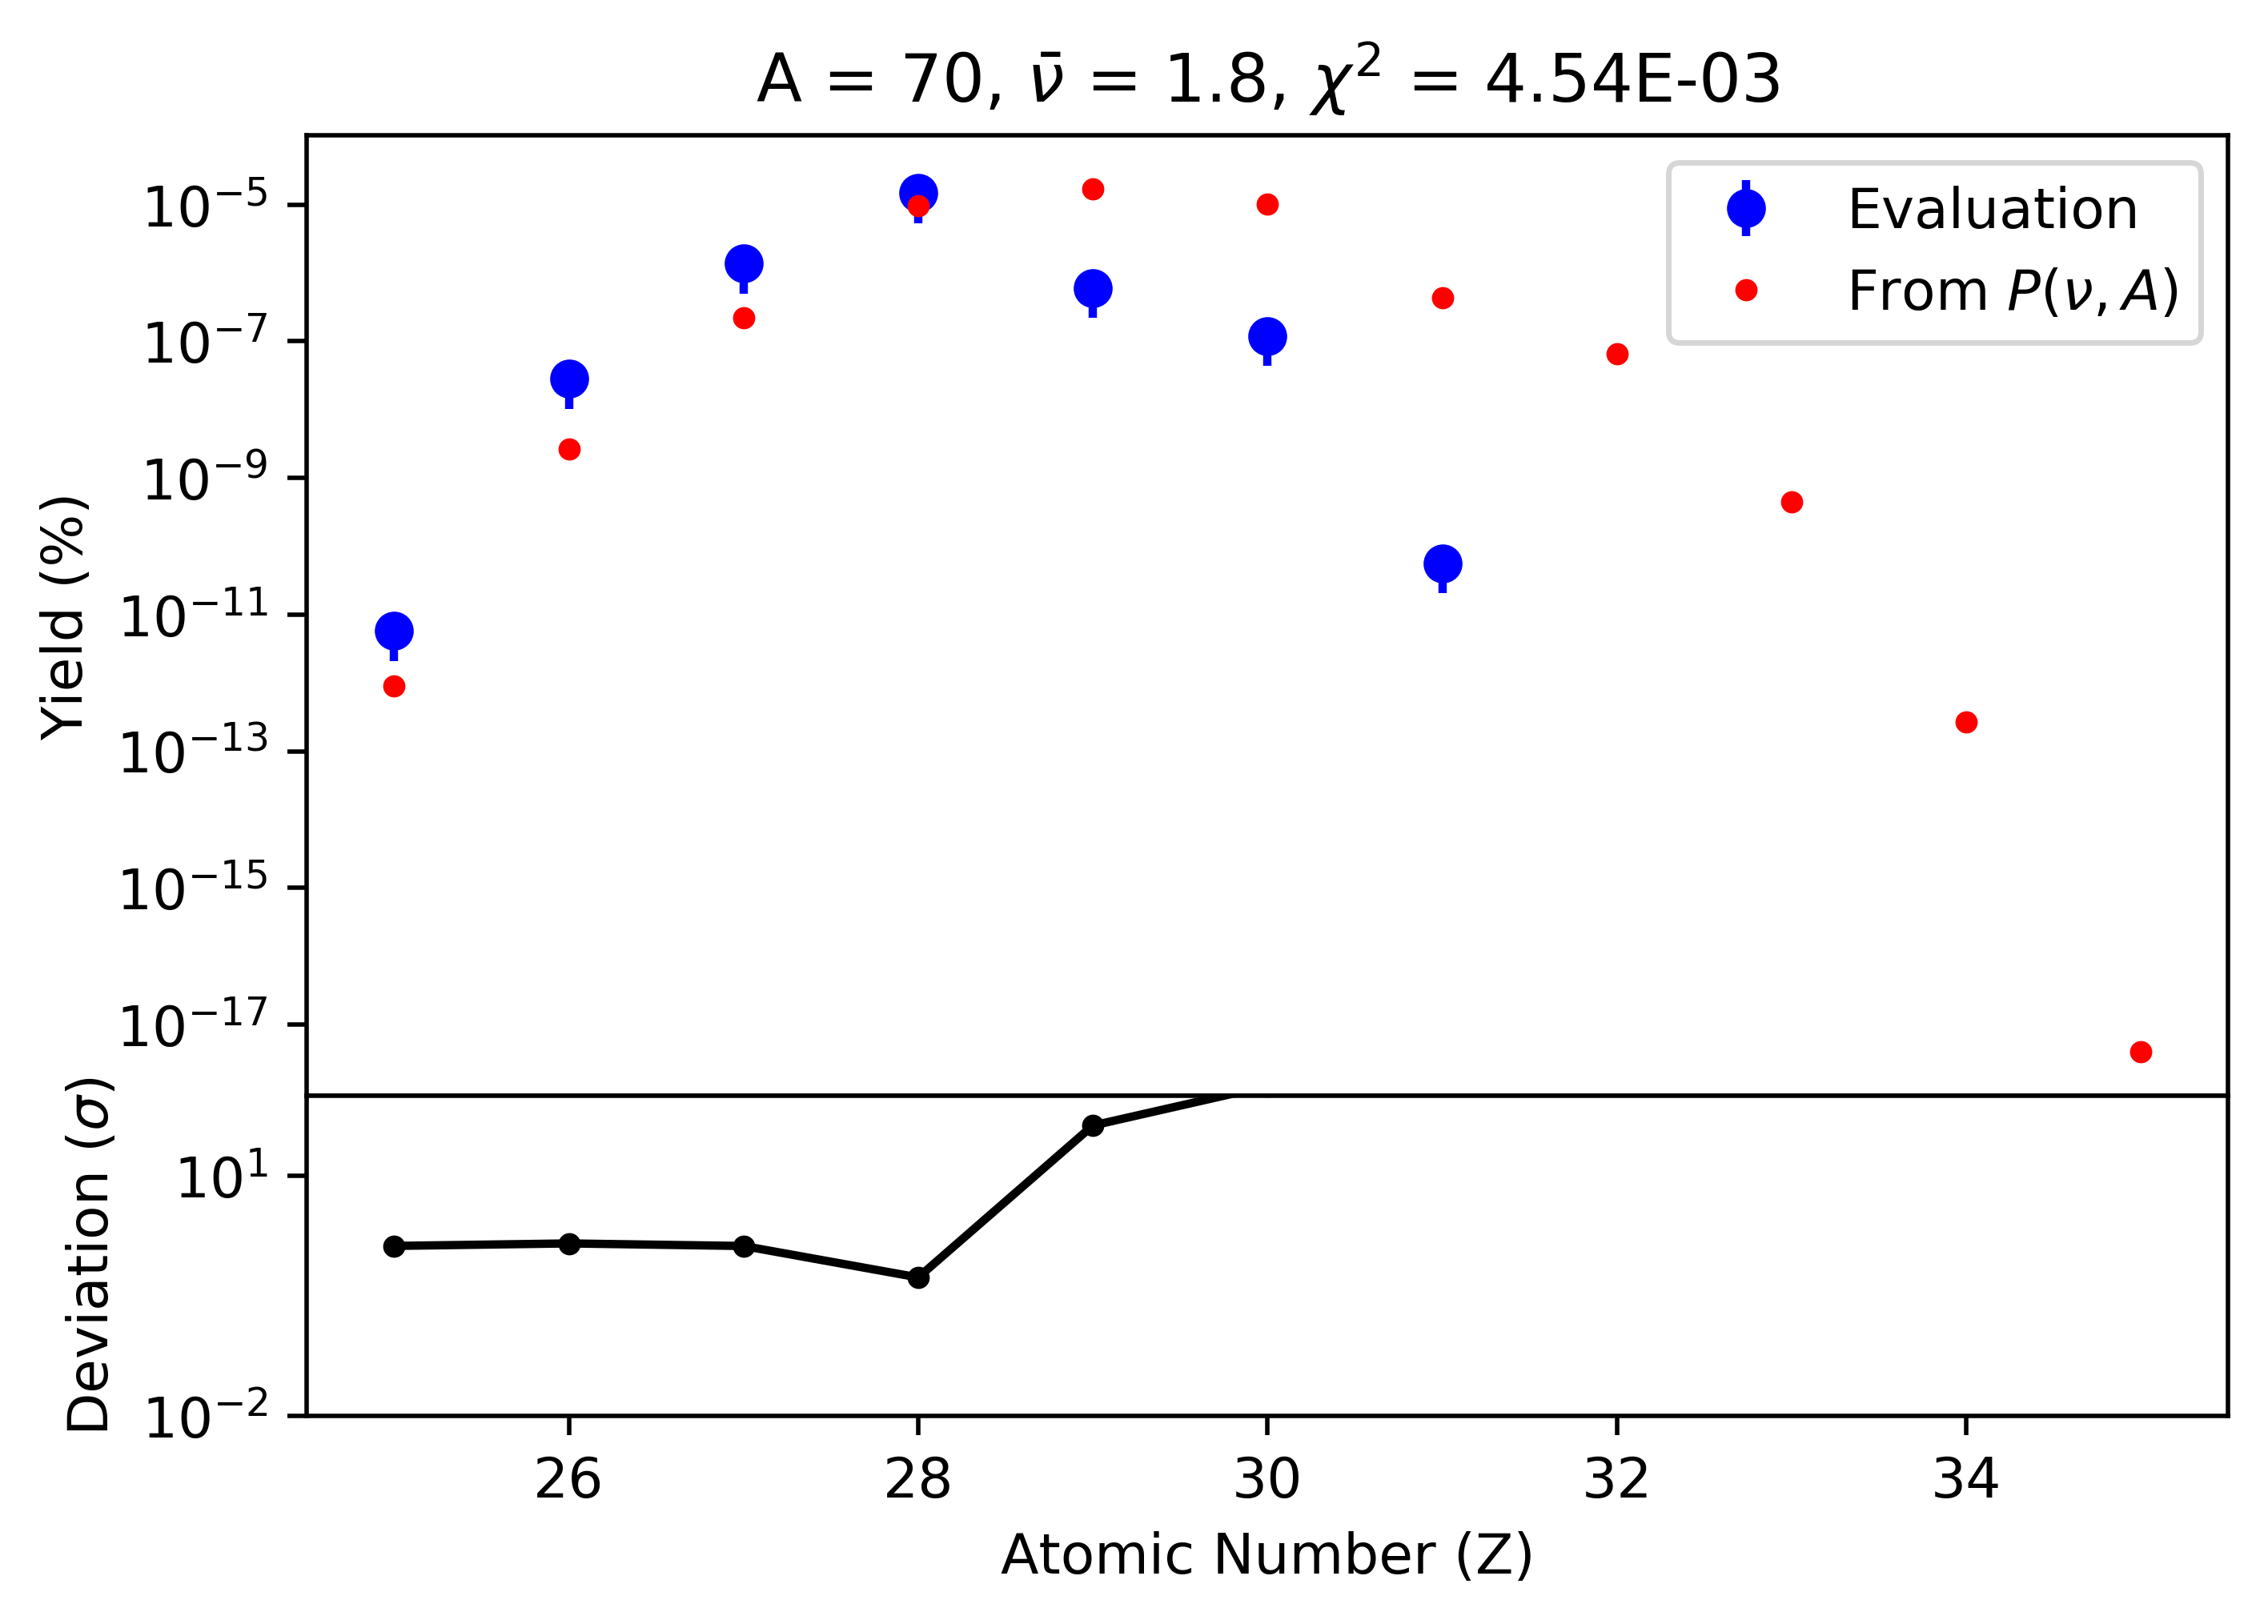 A = 70, ν̄ = 1.8, χ² = 4.54E-03
Evaluation
From P(ν, A)
Yield (%)
10⁻⁵
10⁻⁷
10⁻⁹
10⁻¹¹
10⁻¹³
10⁻¹⁵
10⁻¹⁷
Deviation (σ)
10¹
10⁻²
26 28 30 32 34
Atomic Number (Z)